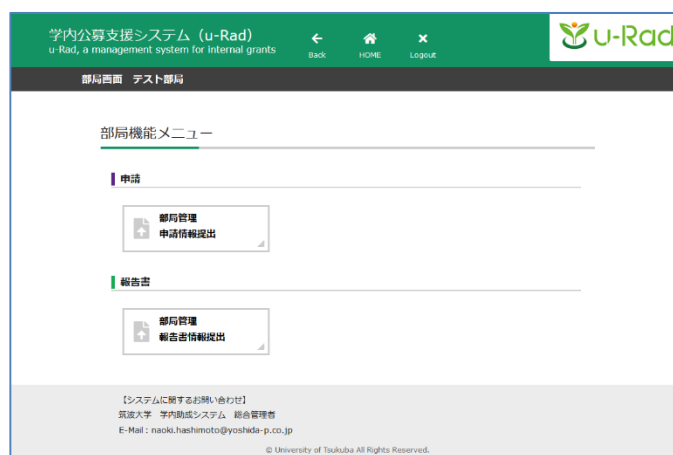 学内公募支援システム（u-Rad）
u-Rad, a management system for internal grants
Back
HOME
Logout
u-Rad
部局画面 テスト部局
部局機能メニュー
申請
部局管理
申請情報提出
報告書
部局管理
報告書情報提出
【システムに関するお問い合わせ】
筑波大学 学内助成システム 総合管理者
E-Mail : naoki.hashimoto@yoshida-p.co.jp
© University of Tsukuba All Rights Reserved.